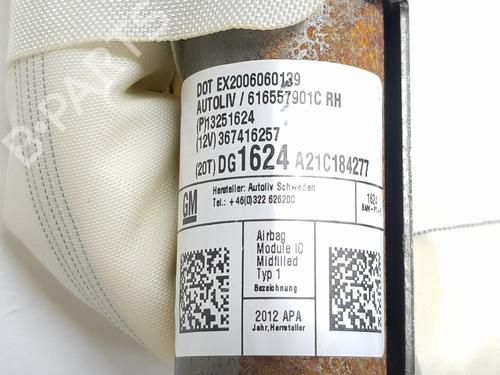 DOT EX2006060139
AUTOLIV / 616557901C RH
(P)13251624
(12V) 367416257
(20T) DG1624 A21C184277
GM
Hersteller: Autoliv Schweden
Tel.: +46(0)322 626200
1624
Airbag
Module IC
Midfilled
Typ 1
Bezeichnung
2012 APA
Jahr, Hersteller